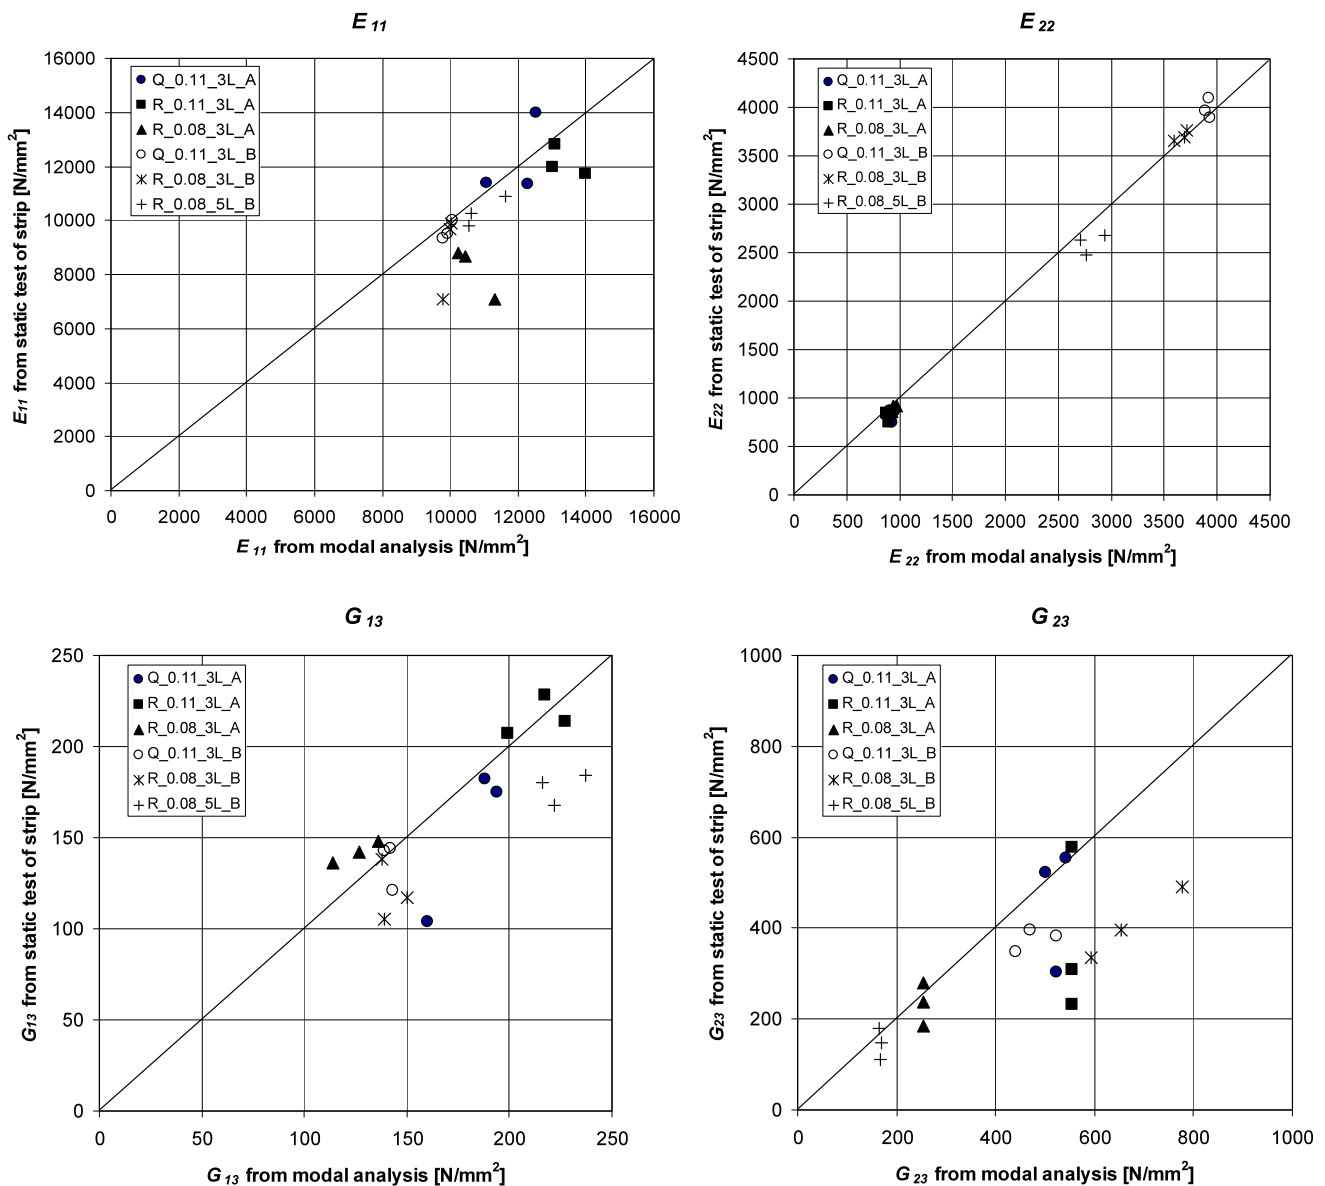 E 11
16000
14000
12000
10000
8000
6000
4000
2000
0
E11 from static test of strip [N/mm2]
Q_0.11_3L_A
R_0.11_3L_A
R_0.08_3L_A
Q_0.11_3L_B
R_0.08_3L_B
R_0.08_5L_B
0 2000 4000 6000 8000 10000 12000 14000 16000
E 11 from modal analysis [N/mm2]
E 22
4500
4000
3500
3000
2500
2000
1500
1000
500
0
E22 from static test of strip [N/mm2]
Q_0.11_3L_A
R_0.11_3L_A
R_0.08_3L_A
Q_0.11_3L_B
R_0.08_3L_B
R_0.08_5L_B
0 500 1000 1500 2000 2500 3000 3500 4000 4500
E 22 from modal analysis [N/mm2]
G 13
250
200
150
100
50
0
G13 from static test of strip [N/mm2]
Q_0.11_3L_A
R_0.11_3L_A
R_0.08_3L_A
Q_0.11_3L_B
R_0.08_3L_B
R_0.08_5L_B
0 50 100 150 200 250
G 13 from modal analysis [N/mm2]
G 23
1000
800
600
400
200
0
G23 from static test of strip [N/mm2]
Q_0.11_3L_A
R_0.11_3L_A
R_0.08_3L_A
Q_0.11_3L_B
R_0.08_3L_B
R_0.08_5L_B
0 200 400 600 800 1000
G 23 from modal analysis [N/mm2]